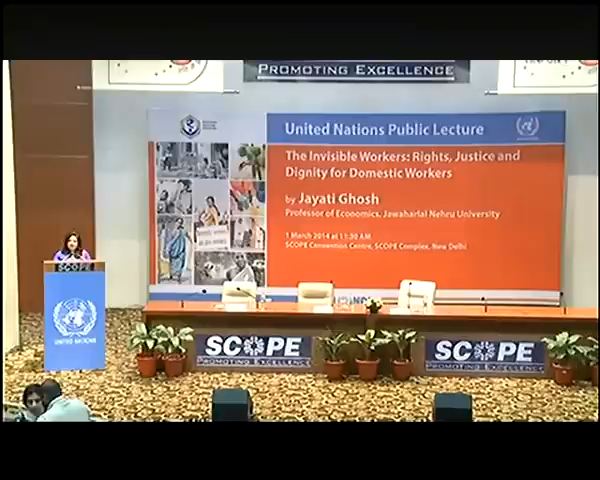 PROMOTING EXCELLENCE
United Nations Public Lecture
The Invisible Workers: Rights, Justice and
Dignity for Domestic Workers
by Jayati Ghosh
Professor of Economics, Jawaharlal Nehru University
1 March 2014 at 11:30 AM
SCOPE Convention Centre, SCOPE Complex, New Delhi
SCOPE
UNITED NATIONS
SCOPE
PROMOTING EXCELLENCE
SCOPE
PROMOTING EXCELLENCE